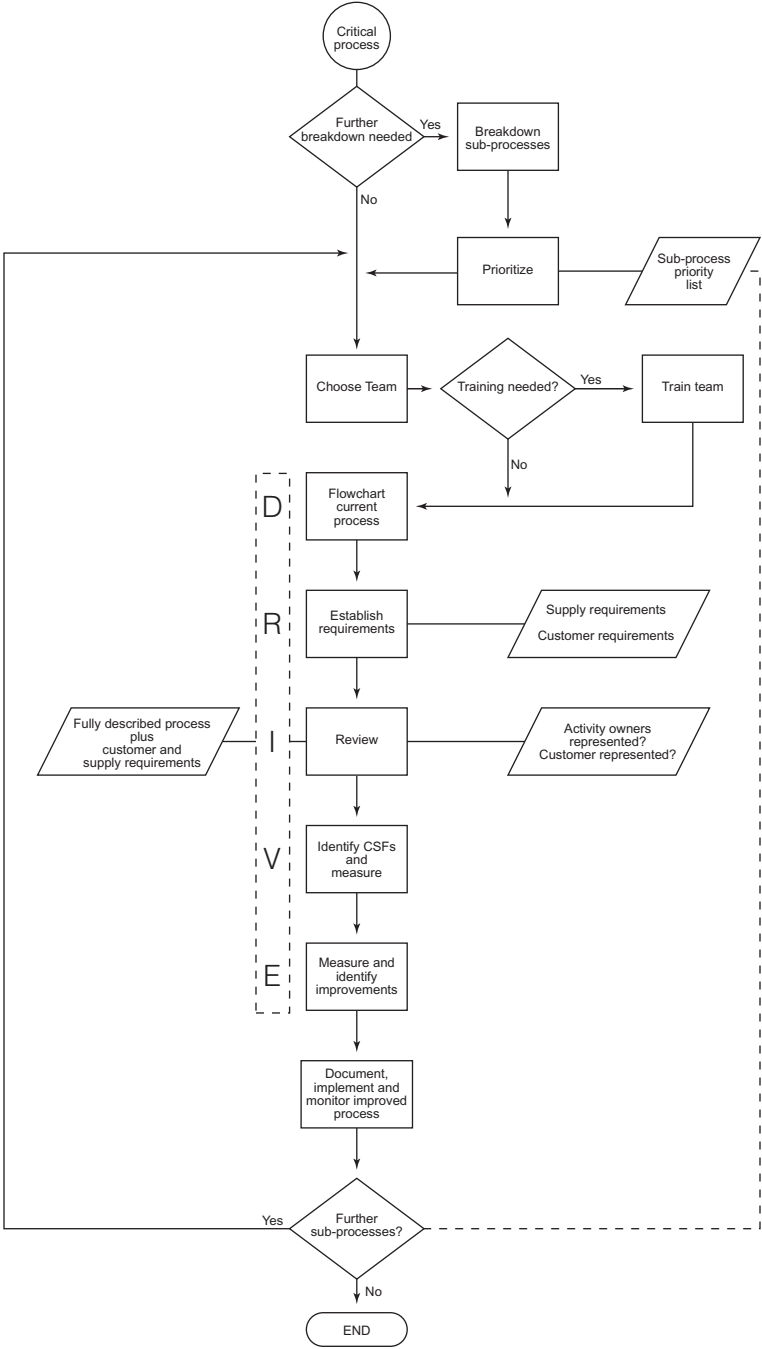 Critical
process
Further
breakdown needed
Yes
Breakdown
sub-processes
No
Prioritize
Sub-process
priority
list
Choose Team
Training needed?
Yes
Train team
No
D
Flowchart
current
process
R
Establish
requirements
Supply requirements
Customer requirements
Fully described process
plus
customer and
supply requirements
I
Review
Activity owners
represented?
Customer represented?
V
Identify CSFs
and
measure
E
Measure and
identify
improvements
Document,
implement and
monitor improved
process
Yes
Further
sub-processes?
No
END